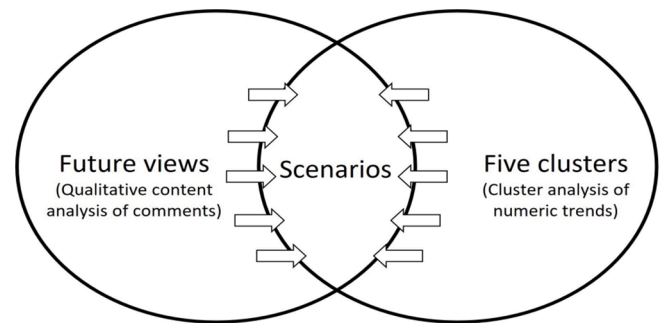 Future views
(Qualitative content
analysis of comments)
Scenarios
Five clusters
(Cluster analysis of
numeric trends)